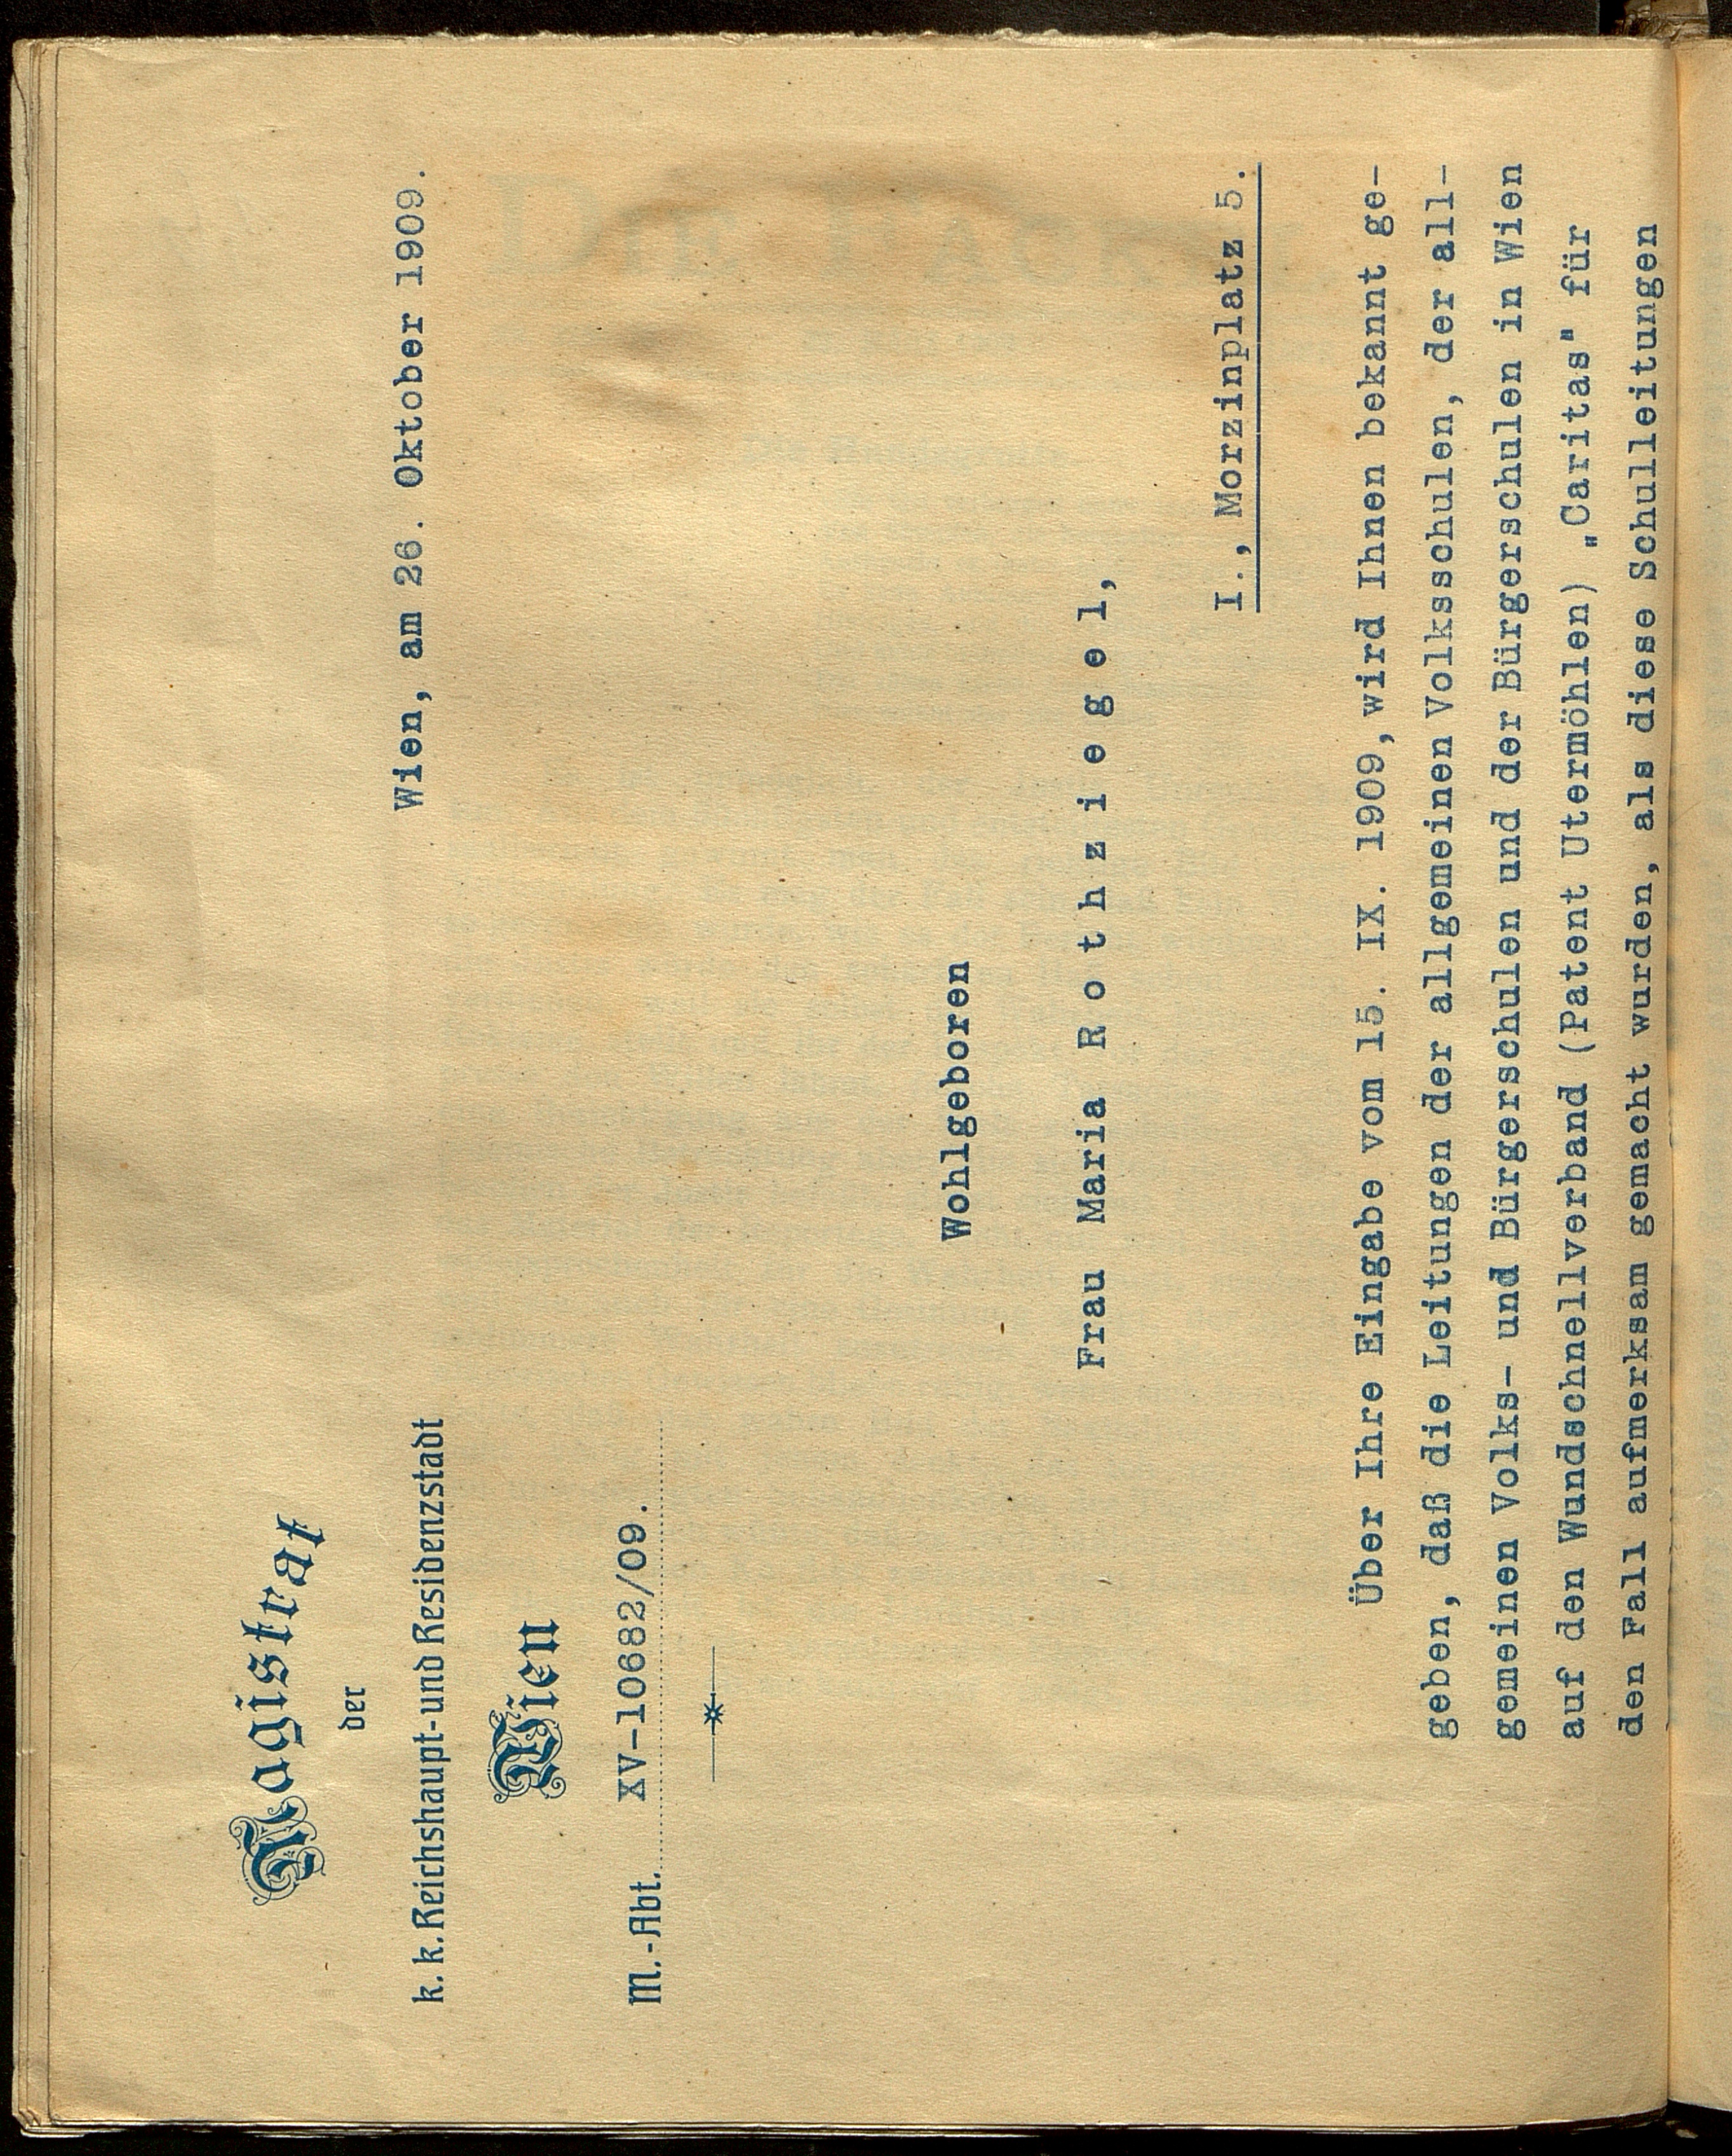 Magistrat
der
k. k. Reichshaupt- und Residenzstadt
Wien
M.-Abt. XV-10682/09.
Wien, am 26. Oktober 1909.
Wohlgeboren
Frau Maria R o t h z i e g e l,
I., Morzinplatz 5.
Über Ihre Eingabe vom 15. IX. 1909, wird Ihnen bekannt ge-
geben, daß die Leitungen der allgemeinen Volksschulen, der all-
gemeinen Volks- und Bürgerschulen und der Bürgerschulen in Wien
auf den Wundschnellverband (Patent Utermöhlen) „Caritas" für
den Fall aufmerksam gemacht wurden, als diese Schulleitungen